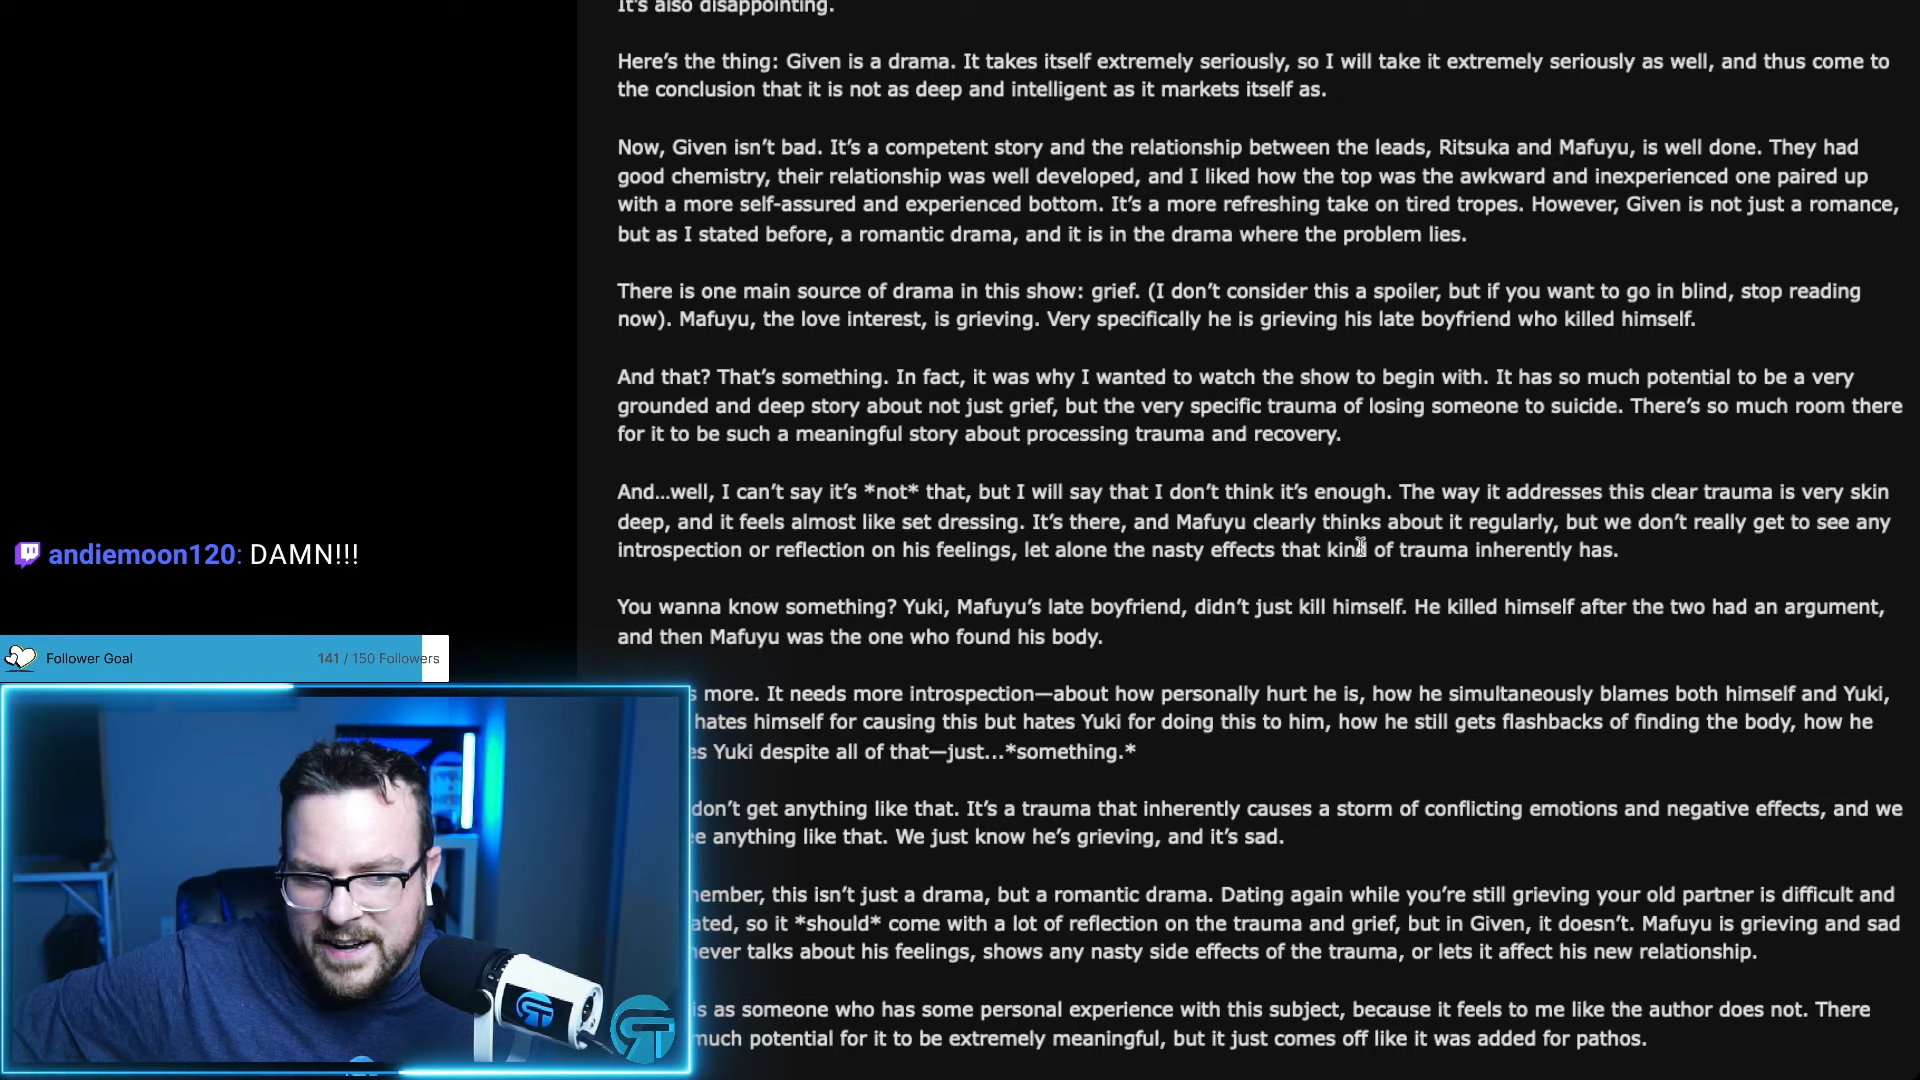 It's also disappointing.
Here's the thing: Given is a drama. It takes itself extremely seriously, so I will take it extremely seriously as well, and thus come to
the conclusion that it is not as deep and intelligent as it markets itself as.
Now, Given isn't bad. It's a competent story and the relationship between the leads, Ritsuka and Mafuyu, is well done. They had
good chemistry, their relationship was well developed, and I liked how the top was the awkward and inexperienced one paired up
with a more self-assured and experienced bottom. It's a more refreshing take on tired tropes. However, Given is not just a romance,
but as I stated before, a romantic drama, and it is in the drama where the problem lies.
There is one main source of drama in this show: grief. (I don't consider this a spoiler, but if you want to go in blind, stop reading
now). Mafuyu, the love interest, is grieving. Very specifically he is grieving his late boyfriend who killed himself.
And that? That's something. In fact, it was why I wanted to watch the show to begin with. It has so much potential to be a very
grounded and deep story about not just grief, but the very specific trauma of losing someone to suicide. There's so much room there
for it to be such a meaningful story about processing trauma and recovery.
And...well, I can't say it's *not* that, but I will say that I don't think it's enough. The way it addresses this clear trauma is very skin
deep, and it feels almost like set dressing. It's there, and Mafuyu clearly thinks about it regularly, but we don't really get to see any
introspection or reflection on his feelings, let alone the nasty effects that kind of trauma inherently has.
You wanna know something? Yuki, Mafuyu's late boyfriend, didn't just kill himself. He killed himself after the two had an argument,
and then Mafuyu was the one who found his body.
s more. It needs more introspection—about how personally hurt he is, how he simultaneously blames both himself and Yuki,
hates himself for causing this but hates Yuki for doing this to him, how he still gets flashbacks of finding the body, how he
es Yuki despite all of that—just...*something.*
don't get anything like that. It's a trauma that inherently causes a storm of conflicting emotions and negative effects, and we
e anything like that. We just know he's grieving, and it's sad.
member, this isn't just a drama, but a romantic drama. Dating again while you're still grieving your old partner is difficult and
ated, so it *should* come with a lot of reflection on the trauma and grief, but in Given, it doesn't. Mafuyu is grieving and sad
never talks about his feelings, shows any nasty side effects of the trauma, or lets it affect his new relationship.
is as someone who has some personal experience with this subject, because it feels to me like the author does not. There
much potential for it to be extremely meaningful, but it just comes off like it was added for pathos.
andiemoon120: DAMN!!!
Follower Goal 141 / 150 Followers